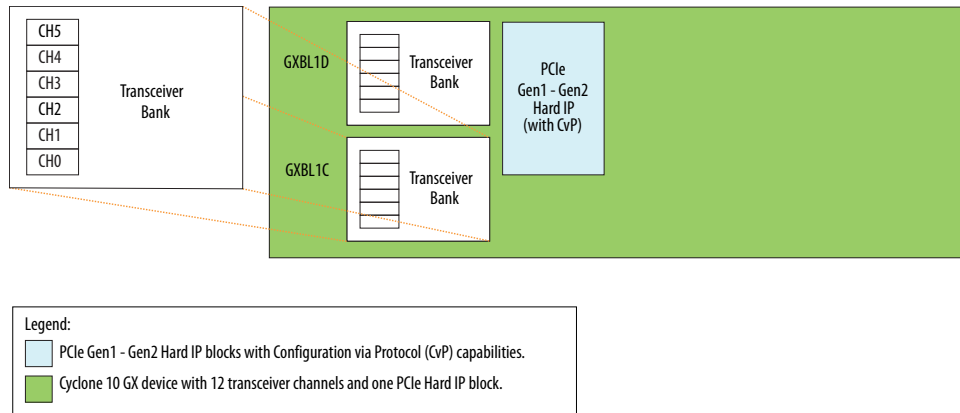 CH5
CH4
CH3
CH2
CH1
CH0
Transceiver
Bank
GXBL1D
Transceiver
Bank
GXBL1C
Transceiver
Bank
PCIe
Gen1 - Gen2
Hard IP
(with CvP)
Legend:
PCIe Gen1 - Gen2 Hard IP blocks with Configuration via Protocol (CvP) capabilities.
Cyclone 10 GX device with 12 transceiver channels and one PCIe Hard IP block.